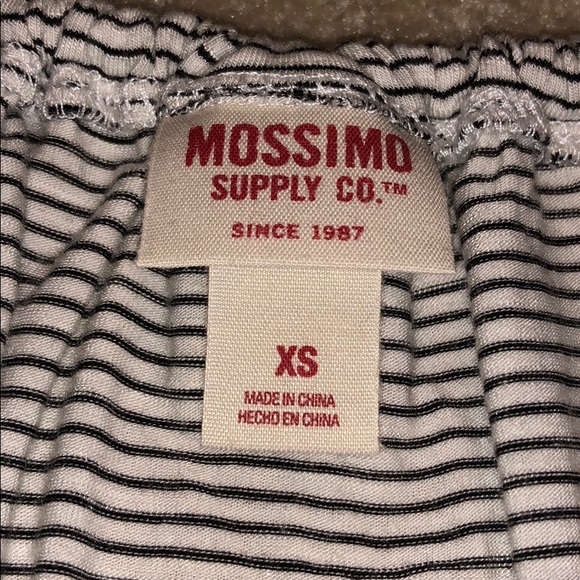 MOSSIMO
SUPPLY CO.™
SINCE 1987
XS
MADE IN CHINA
HECHO EN CHINA